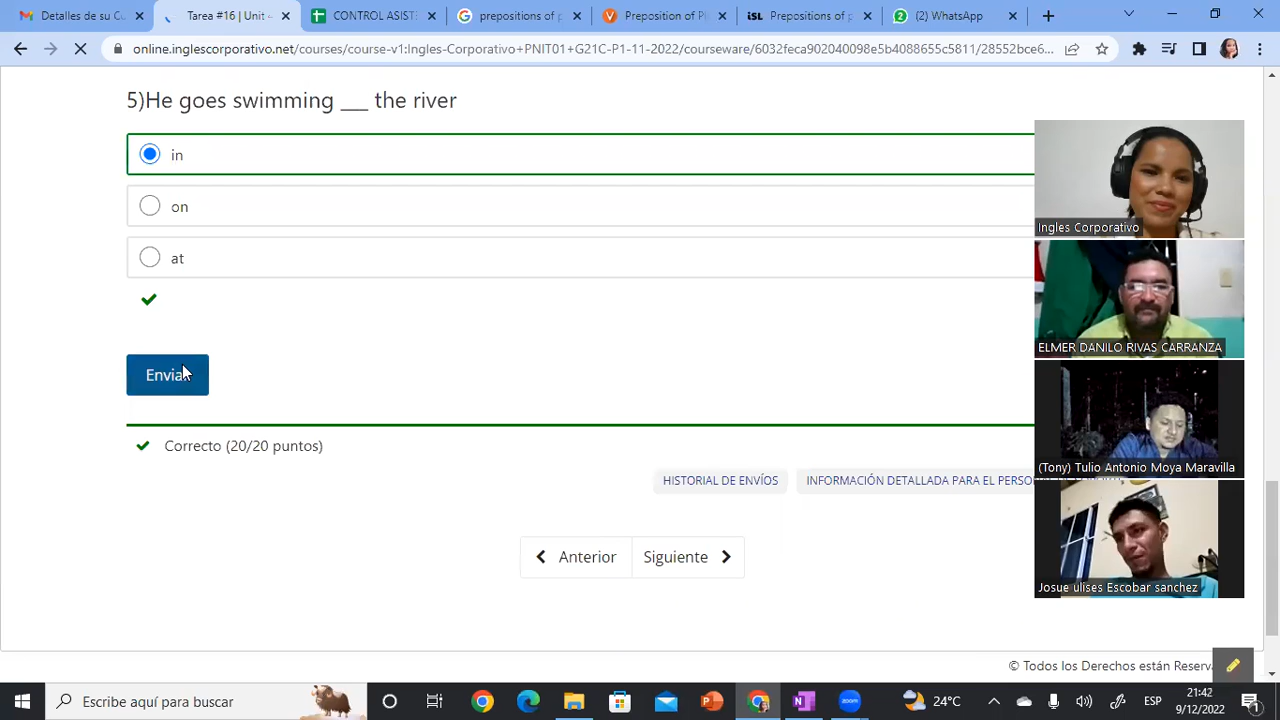 Detalles de su C
Tarea #16 | Unit
CONTROL ASIST
prepositions of p
Preposition of Pl
Prepositions of p
(2) WhatsApp
online.inglescorporativo.net/courses/course-v1:Ingles-Corporativo+PNIT01+G21C-P1-11-2022/courseware/6032feca902040098e5b4088655c5811/28552bce6...
5)He goes swimming ___ the river
in
on
at
Enviar
Correcto (20/20 puntos)
HISTORIAL DE ENVÍOS
INFORMACIÓN DETALLADA PARA EL PERSON
Anterior
Siguiente
© Todos los Derechos están Reserva
Ingles Corporativo
ELMER DANILO RIVAS CARRANZA
(Tony) Tulio Antonio Moya Maravilla
Josue ulises Escobar sanchez
Escribe aquí para buscar
24°C
ESP
21:42
9/12/2022